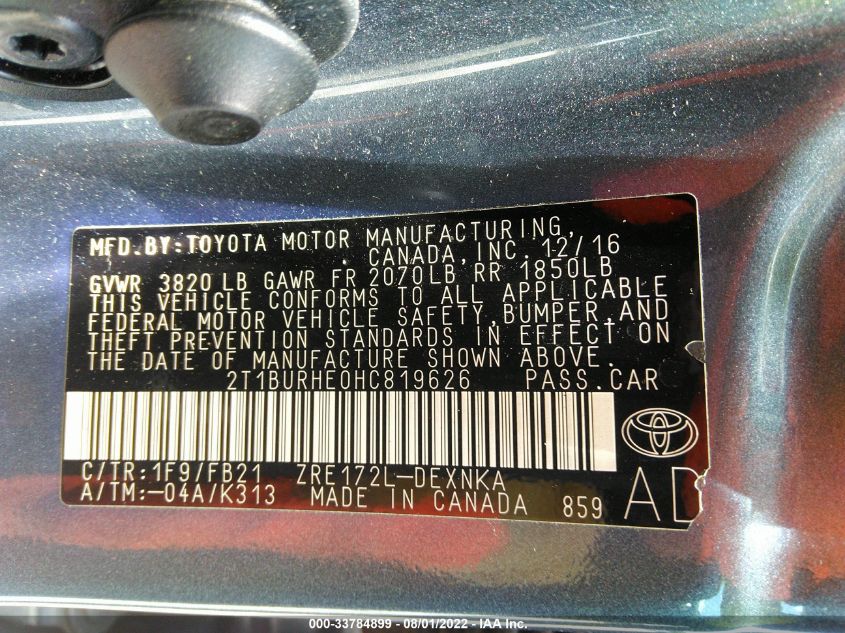 MFD.BY:TOYOTA MOTOR MANUFACTURING,
CANADA,INC. 12/16
GVWR 3820 LB GAWR FR 2070LB RR 1850LB
THIS VEHICLE CONFORMS TO ALL APPLICABLE
FEDERAL MOTOR VEHICLE SAFETY,BUMPER,AND
THEFT PREVENTION STANDARDS IN EFFECT ON
THE DATE OF MANUFACTURE SHOWN ABOVE.
2T1BURHE0HC819626 PASS.CAR
C/TR:1F9/FB21 ZRE172L-DEXNKA
A/TM:-04A/K313 MADE IN CANADA 859
AD
000-33784899 - 08/01/2022 - IAA Inc.